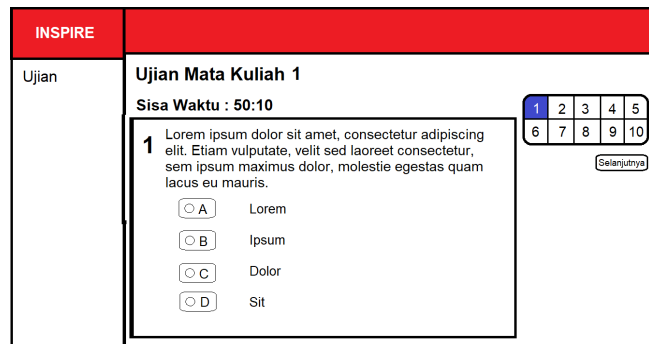 INSPIRE
Ujian
Ujian Mata Kuliah 1
Sisa Waktu : 50:10
1 2 3 4 5
6 7 8 9 10
Selanjutnya
1 Lorem ipsum dolor sit amet, consectetur adipiscing
elit. Etiam vulputate, velit sed laoreet consectetur,
sem ipsum maximus dolor, molestie egestas quam
lacus eu mauris.
A Lorem
B Ipsum
C Dolor
D Sit